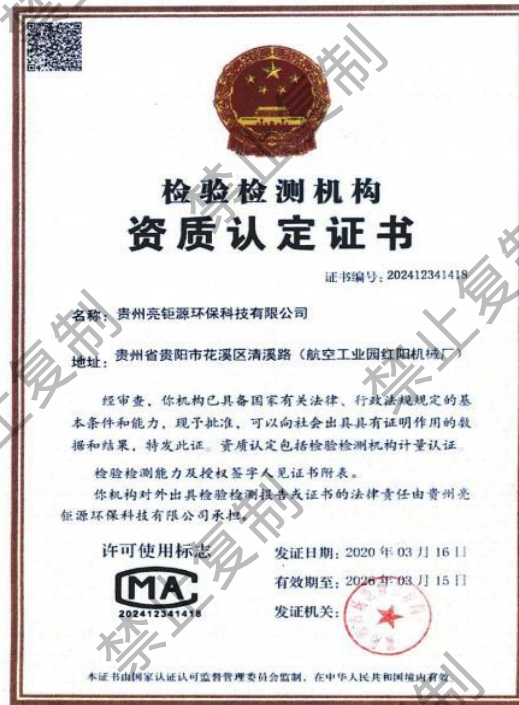 检验检测机构
资质认定证书
证书编号：202412341418
名称：贵州亮钜源环保科技有限公司
地址：贵州省贵阳市花溪区清溪路（航空工业园红阳机械厂）
经审查，你机构已具备国家有关法律、行政法规规定的基
本条件和能力，现予批准，可以向社会出具具有证明作用的数
据和结果，特发此证。资质认定包括检验检测机构计量认证。
检验检测能力及授权签字人见证书附表。
你机构对外出具检验检测报告或证书的法律责任由贵州亮
钜源环保科技有限公司承担。
许可使用标志
MA
202412341418
发证日期：2020年03月16日
有效期至：2026年03月15日
发证机关：
本证书由国家认证认可监督管理委员会监制，在中华人民共和国境内有效
禁止复制
禁止复制
禁止复制
禁止复制